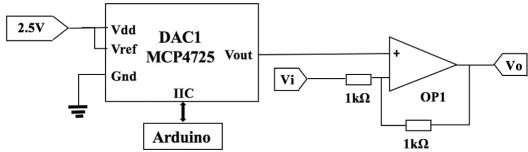 2.5V
Vdd
Vref
Gnd
DAC1
MCP4725
Vout
IIC
Arduino
Vi
1kΩ
+
OP1
1kΩ
Vo